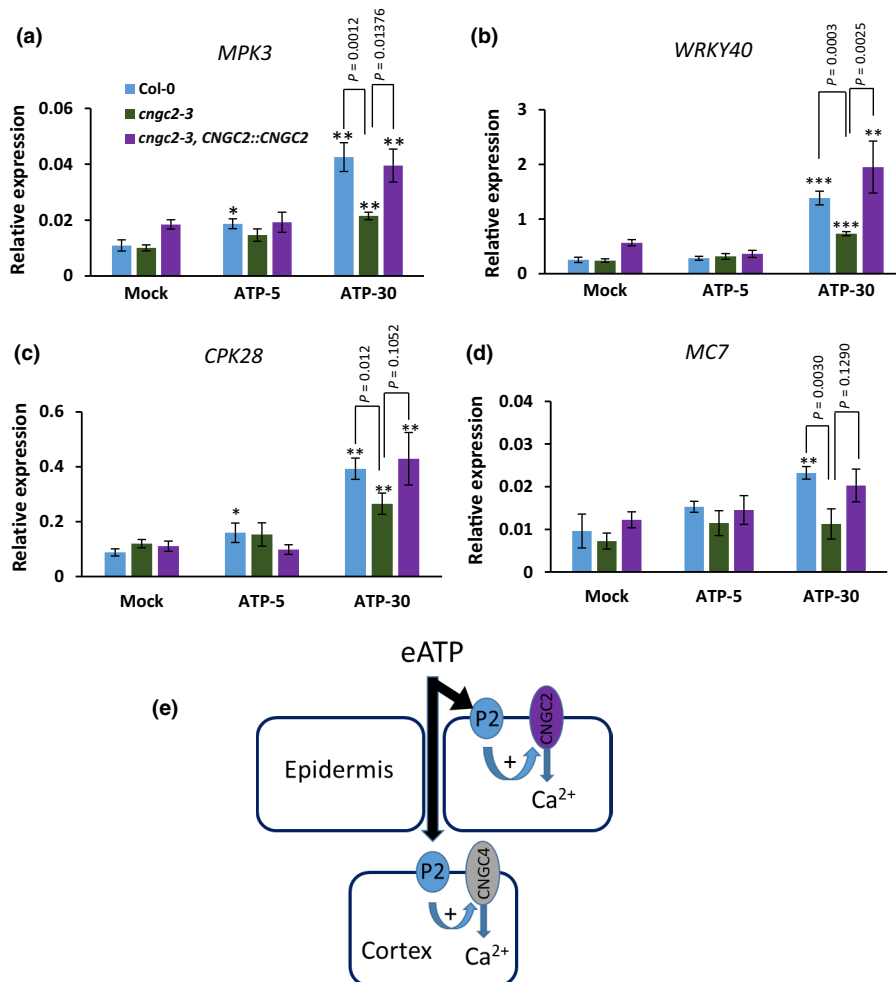 (a)
MPK3
P = 0.0012
P = 0.01376
Col-0
cngc2-3
cngc2-3, CNGC2::CNGC2
Relative expression
0.06
0.04
0.02
0
**
**
**
*
Mock
ATP-5
ATP-30
(b)
WRKY40
P = 0.0003
P = 0.0025
Relative expression
3
2
1
0
***
***
**
Mock
ATP-5
ATP-30
(c)
CPK28
P = 0.012
P = 0.1052
Relative expression
0.6
0.4
0.2
0
*
**
**
**
Mock
ATP-5
ATP-30
(d)
MC7
P = 0.0030
P = 0.1290
Relative expression
0.04
0.03
0.02
0.01
0
**
Mock
ATP-5
ATP-30
(e)
eATP
Epidermis
P2
CNGC2
+
Ca²⁺
P2
CNGC4
+
Cortex
Ca²⁺